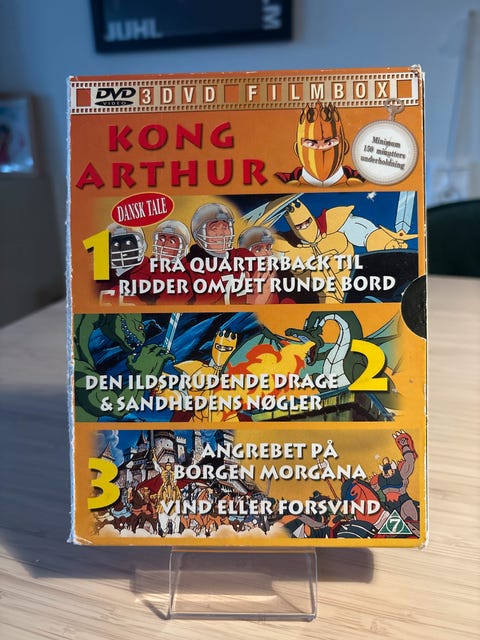 JUHL
LM
DVD
VIDEO
3 DVD FILMBOX
KONG
ARTHUR
Minimum
150 minutters
underholdning
DANSK TALE
1
FRA QUARTERBACK TIL
RIDDER OM DET RUNDE BORD
DEN ILDSPRUDENDE DRAGE
& SANDHEDENS NØGLER
2
3
ANGREBET PÅ
BORGEN MORGANA
VIND ELLER FORSVIND
7